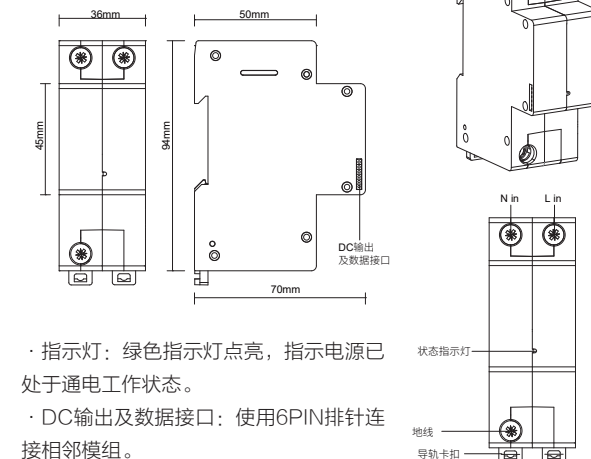 36mm
50mm
45mm
94mm
DC输出
及数据接口
70mm
N in
L in
状态指示灯
地线
导轨卡扣
·指示灯：绿色指示灯点亮，指示电源已
处于通电工作状态。
·DC输出及数据接口：使用6PIN排针连
接相邻模组。